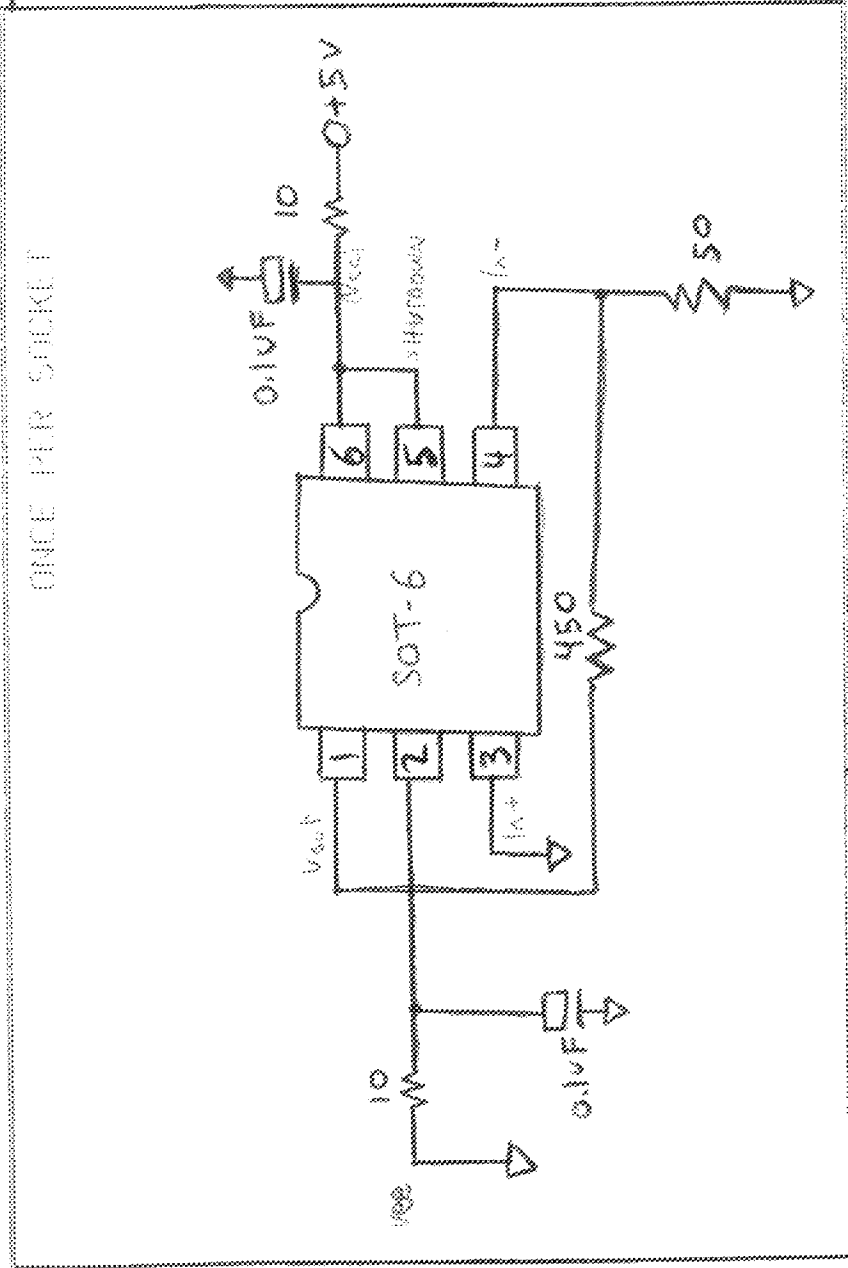 ONCE PER SOCKET
0.1UF
10
O+5V
Vcc
SHUTDOWN
In-
6
5
4
SOT-6
1
2
3
Vout
In+
450
50
10
0.1UF